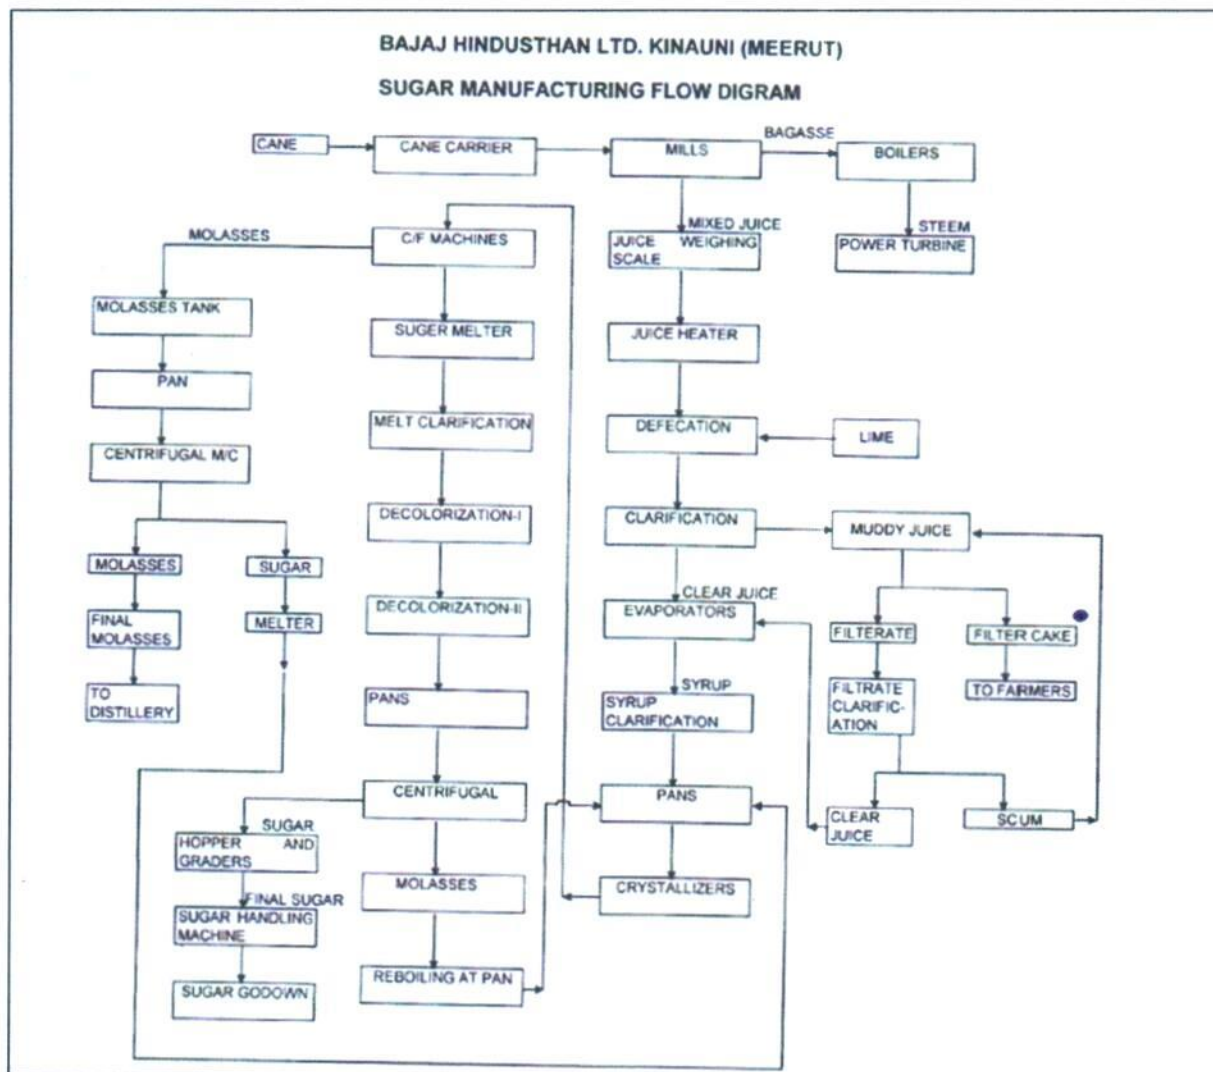 BAJAJ HINDUSTHAN LTD. KINAUNI (MEERUT)
SUGAR MANUFACTURING FLOW DIGRAM
CANE
CANE CARRIER
MILLS
BAGASSE
BOILERS
MIXED JUICE
STEEM
JUICE WEIGHING
SCALE
POWER TURBINE
MOLASSES
C/F MACHINES
MOLASSES TANK
SUGER MELTER
JUICE HEATER
PAN
MELT CLARIFICATION
DEFECATION
LIME
CENTRIFUGAL M/C
DECOLORIZATION-I
CLARIFICATION
MUDDY JUICE
MOLASSES
SUGAR
CLEAR JUICE
DECOLORIZATION-II
EVAPORATORS
FINAL
MOLASSES
MELTER
FILTERATE
FILTER CAKE
TO
DISTILLERY
PANS
SYRUP
SYRUP
CLARIFICATION
FILTRATE
CLARIFIC-
ATION
TO FARMERS
CENTRIFUGAL
PANS
CLEAR
JUICE
SCUM
SUGAR
HOPPER AND
GRADERS
MOLASSES
CRYSTALLIZERS
FINAL SUGAR
SUGAR HANDLING
MACHINE
REBOILING AT PAN
SUGAR GODOWN